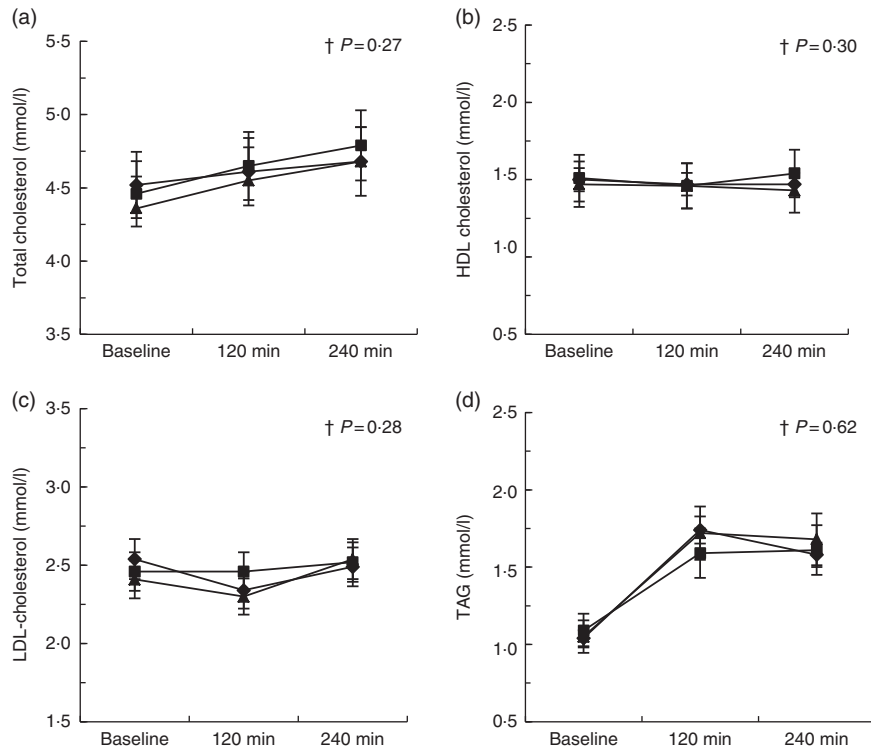 (a)
Total cholesterol (mmol/l)
5·5
5·0
4·5
4·0
3·5
† P=0·27
Baseline 120 min 240 min
(b)
HDL cholesterol (mmol/l)
2·5
2·0
1·5
1·0
0·5
† P=0·30
Baseline 120 min 240 min
(c)
LDL-cholesterol (mmol/l)
3·5
3·0
2·5
2·0
1·5
† P=0·28
Baseline 120 min 240 min
(d)
TAG (mmol/l)
2·5
2·0
1·5
1·0
0·5
† P=0·62
Baseline 120 min 240 min